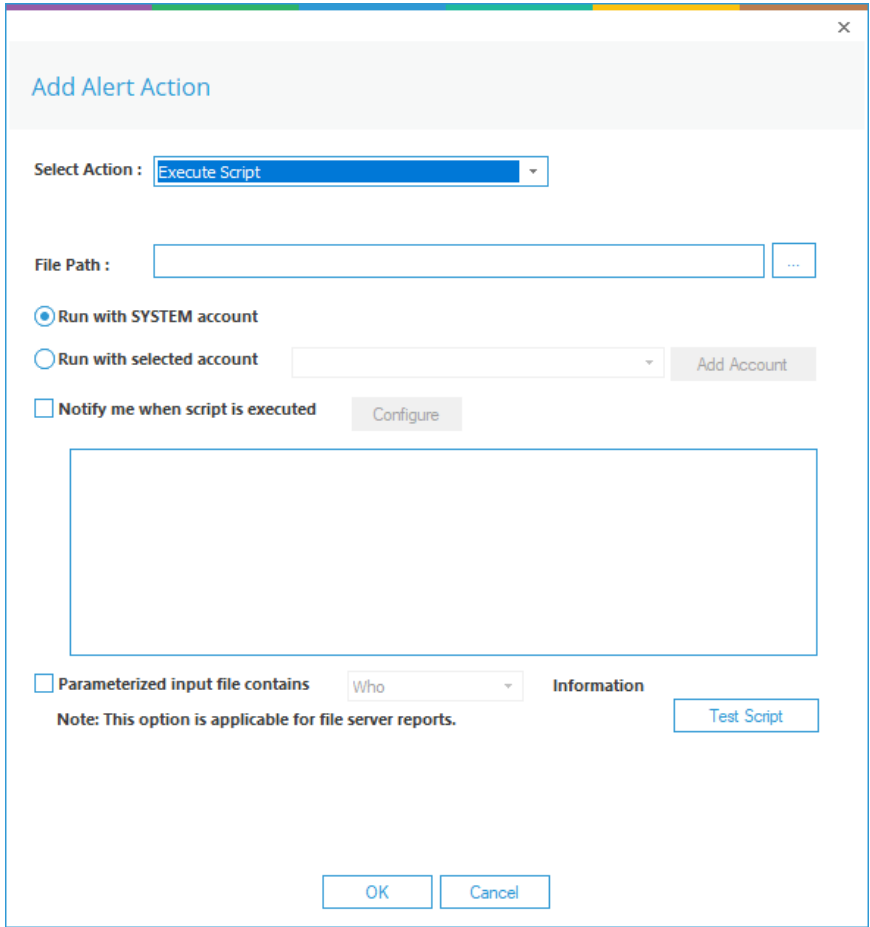 Add Alert Action
Select Action : Execute Script
File Path : ...
Run with SYSTEM account
Run with selected account Add Account
Notify me when script is executed Configure
Parameterized input file contains Who Information
Note: This option is applicable for file server reports. Test Script
OK Cancel